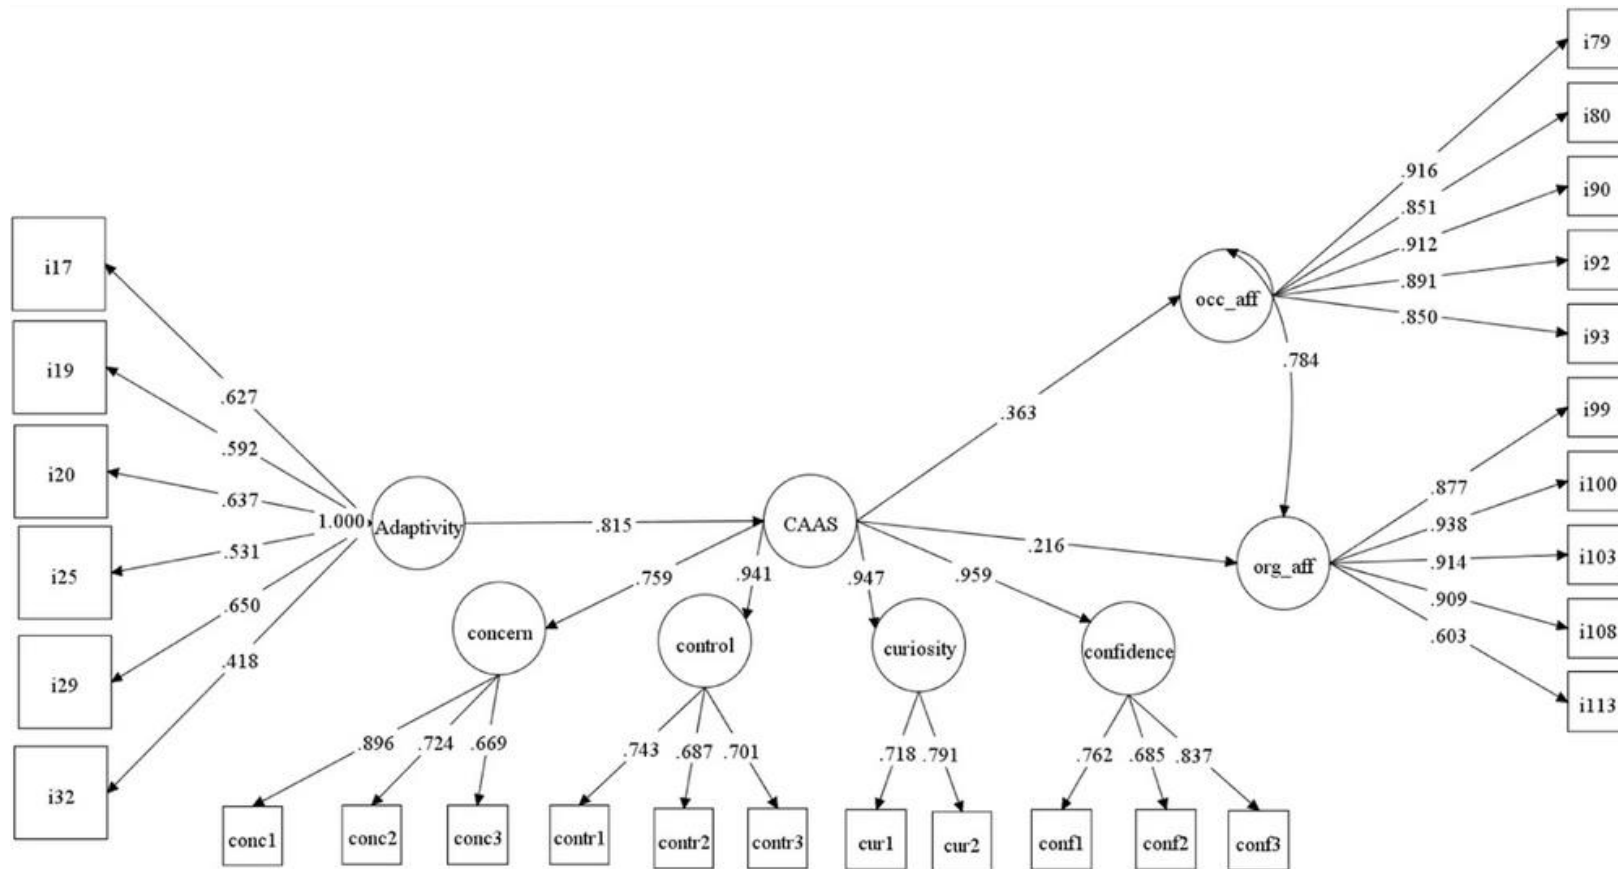 i79
i80
.916
i90
.851
.912
i17
i92
.891
occ_aff
.850
i93
i19
.784
.627
i99
.363
.592
i20
i100
.877
.637
.938
1.000
Adaptivity
.815
CAAS
.531
.216
i103
.914
i25
org_aff
.759
.941
.947
.959
.909
.650
.603
i108
concern
control
curiosity
confidence
.418
i29
i113
.896
.724
.669
.743
.687
.701
.718
.791
.762
.685
.837
i32
conc1
conc2
conc3
contr1
contr2
contr3
cur1
cur2
conf1
conf2
conf3